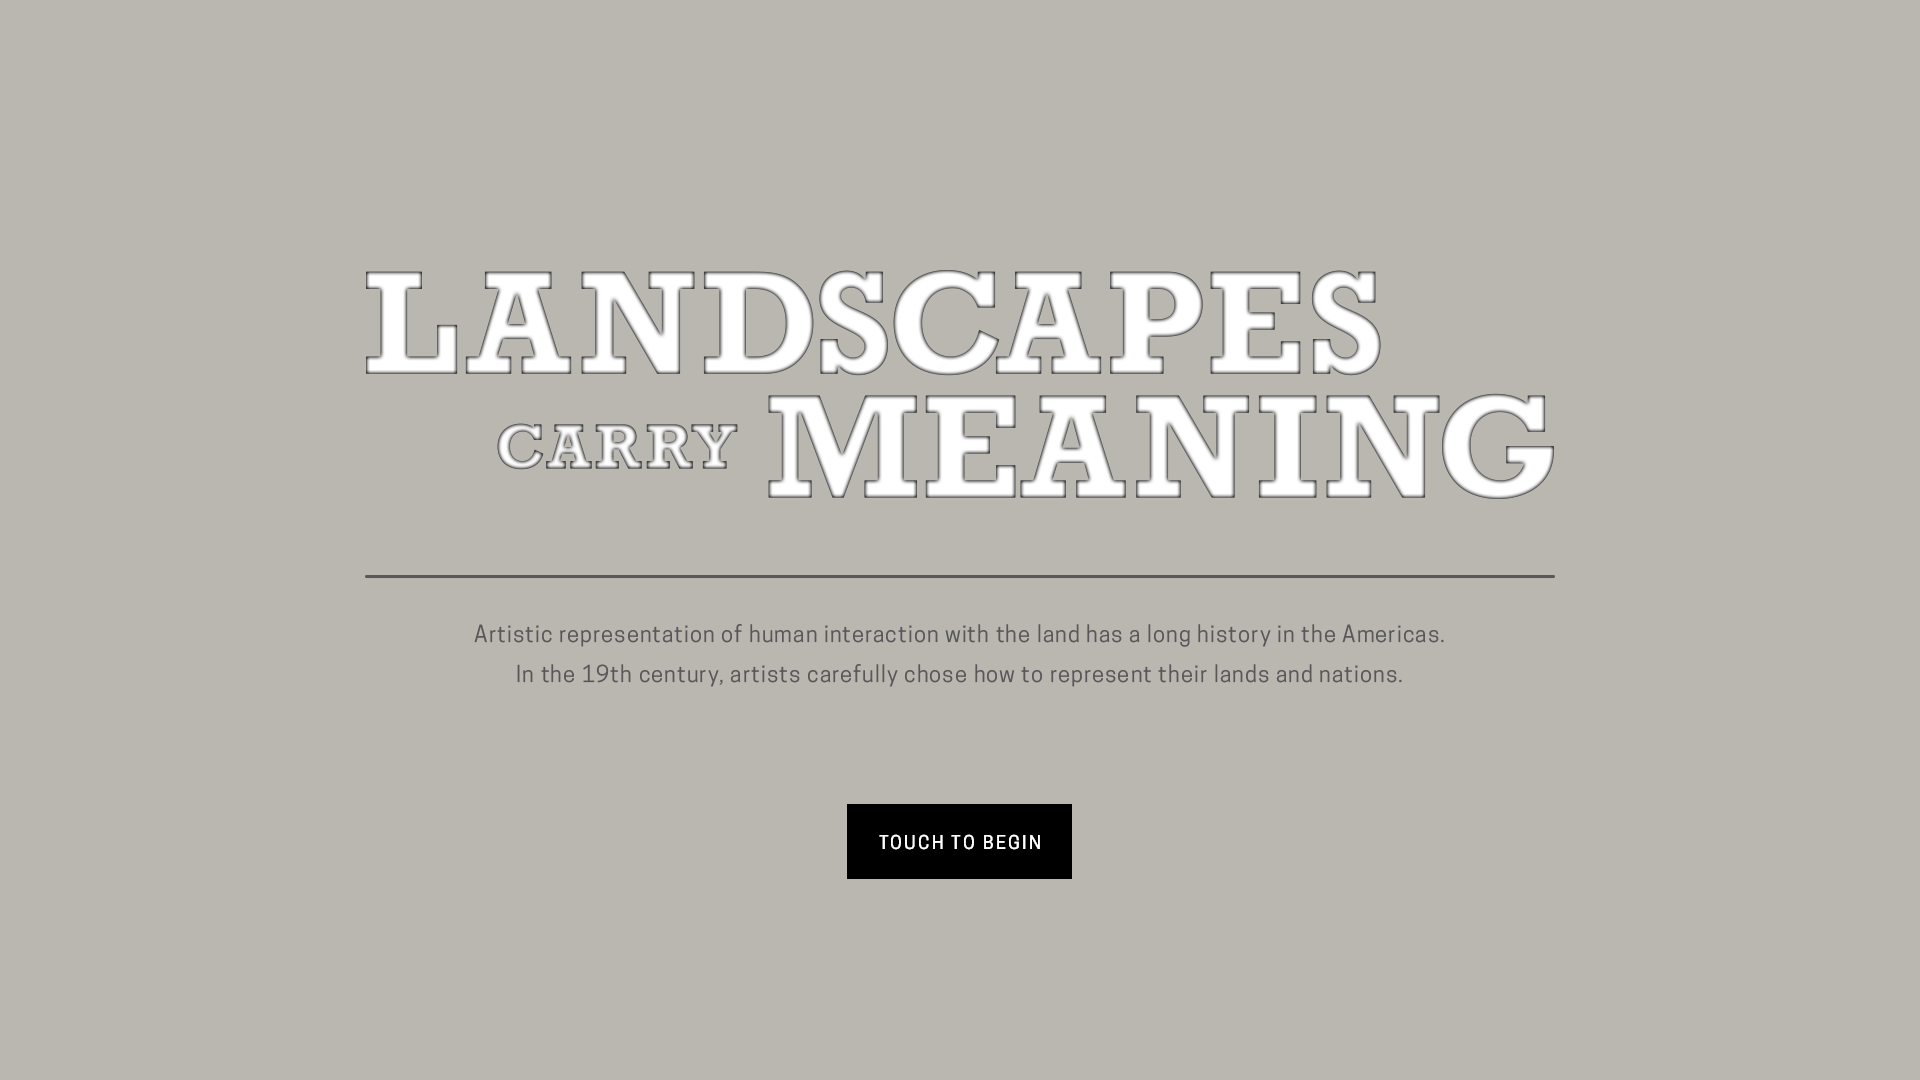 LANDSCAPES
CARRY MEANING
Artistic representation of human interaction with the land has a long history in the Americas.
In the 19th century, artists carefully chose how to represent their lands and nations.
TOUCH TO BEGIN